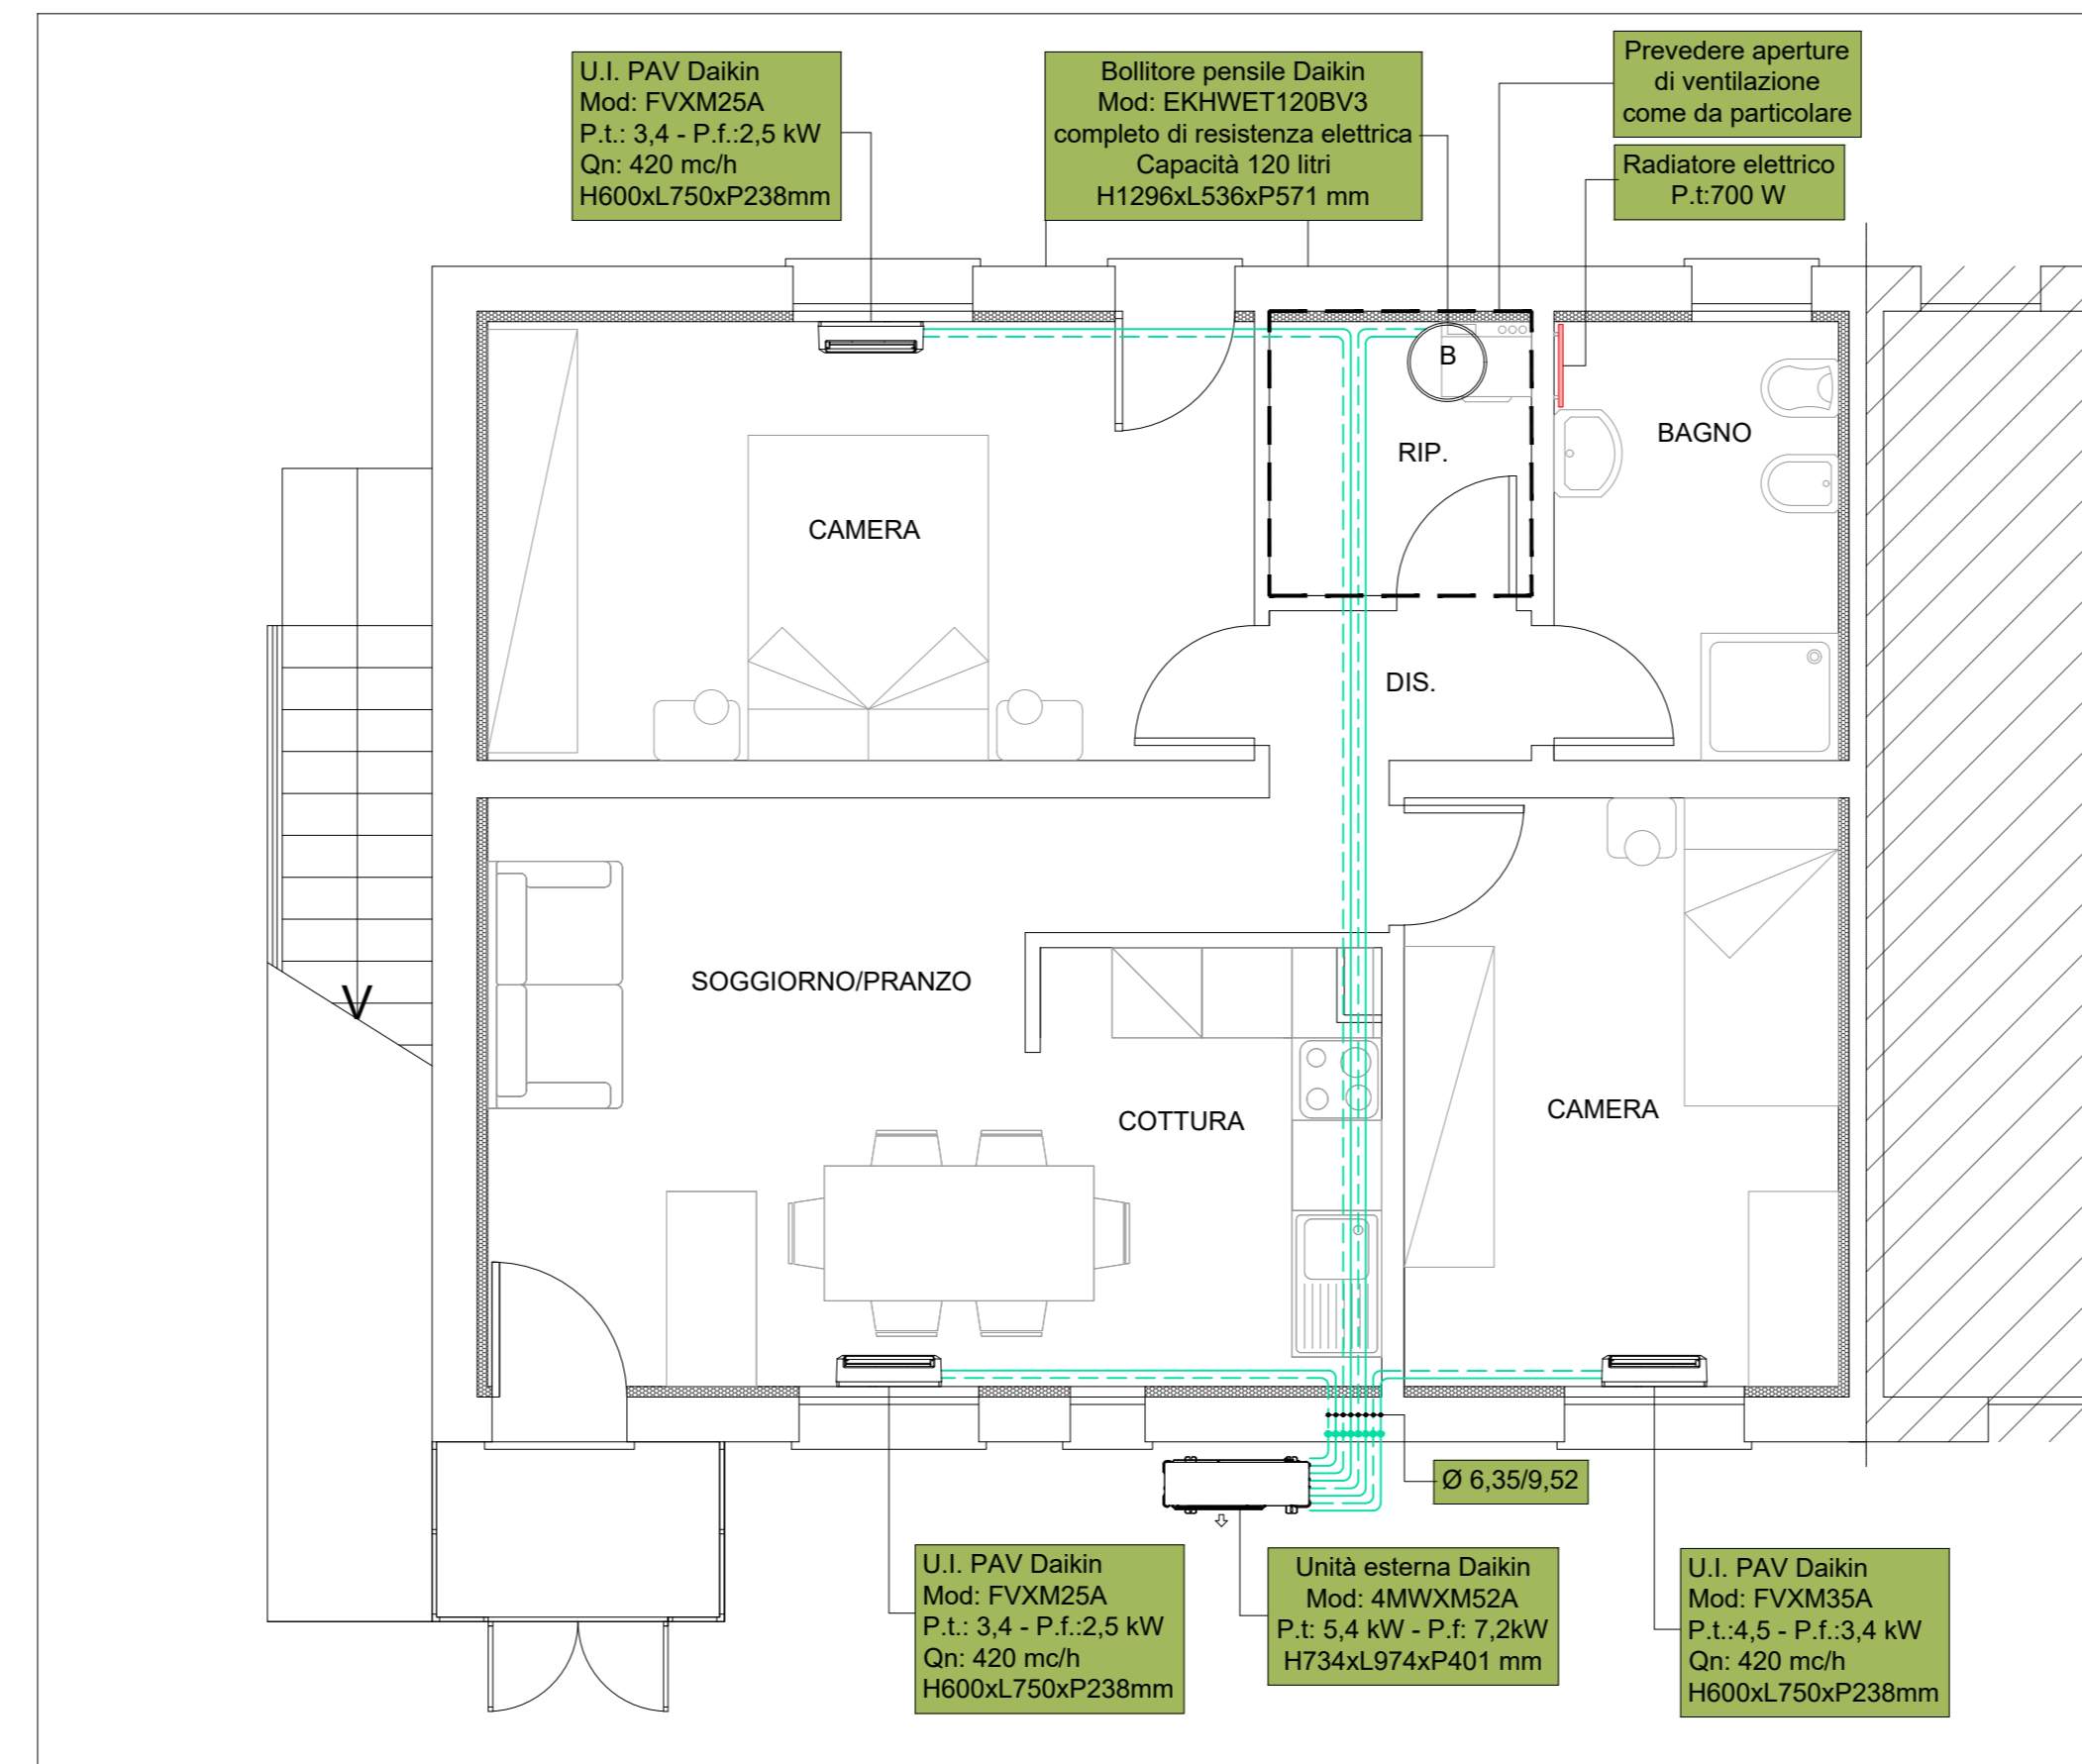 U.I. PAV Daikin
Mod: FVXM25A
P.t.: 3,4 - P.f.:2,5 kW
Qn: 420 mc/h
H600xL750xP238mm
Bollitore pensile Daikin
Mod: EKHWET120BV3
completo di resistenza elettrica
Capacità 120 litri
H1296xL536xP571 mm
Prevedere aperture
di ventilazione
come da particolare
Radiatore elettrico
P.t:700 W
B
RIP.
BAGNO
CAMERA
DIS.
SOGGIORNO/PRANZO
COTTURA
CAMERA
V
Ø 6,35/9,52
U.I. PAV Daikin
Mod: FVXM25A
P.t.: 3,4 - P.f.:2,5 kW
Qn: 420 mc/h
H600xL750xP238mm
Unità esterna Daikin
Mod: 4MWXM52A
P.t: 5,4 kW - P.f: 7,2kW
H734xL974xP401 mm
U.I. PAV Daikin
Mod: FVXM35A
P.t.:4,5 - P.f.:3,4 kW
Qn: 420 mc/h
H600xL750xP238mm